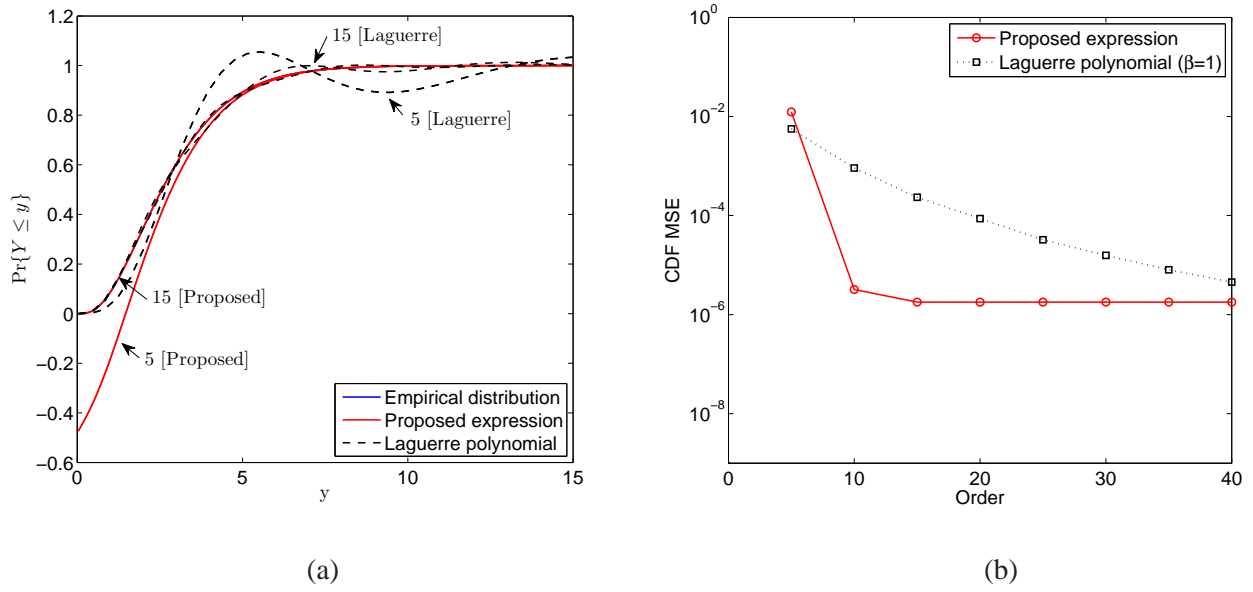 1.2
1
0.8
0.6
0.4
0.2
0
−0.2
−0.4
−0.6
0
5
10
15
Pr{Y ≤ y}
y
15 [Laguerre]
5 [Laguerre]
15 [Proposed]
5 [Proposed]
Empirical distribution
Proposed expression
Laguerre polynomial
(a)
10^0
10^−2
10^−4
10^−6
10^−8
0
10
20
30
40
CDF MSE
Order
Proposed expression
Laguerre polynomial (β=1)
(b)